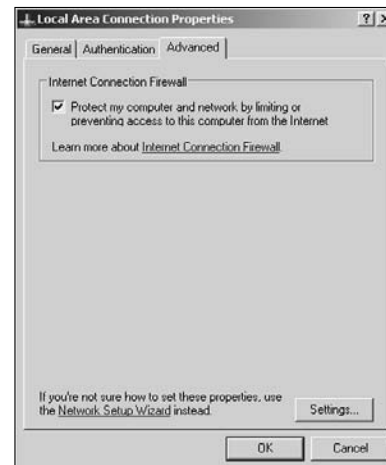 Local Area Connection Properties
? X
General Authentication Advanced
Internet Connection Firewall
Protect my computer and network by limiting or
preventing access to this computer from the Internet
Learn more about Internet Connection Firewall.
If you're not sure how to set these properties, use
the Network Setup Wizard instead.
Settings...
OK Cancel